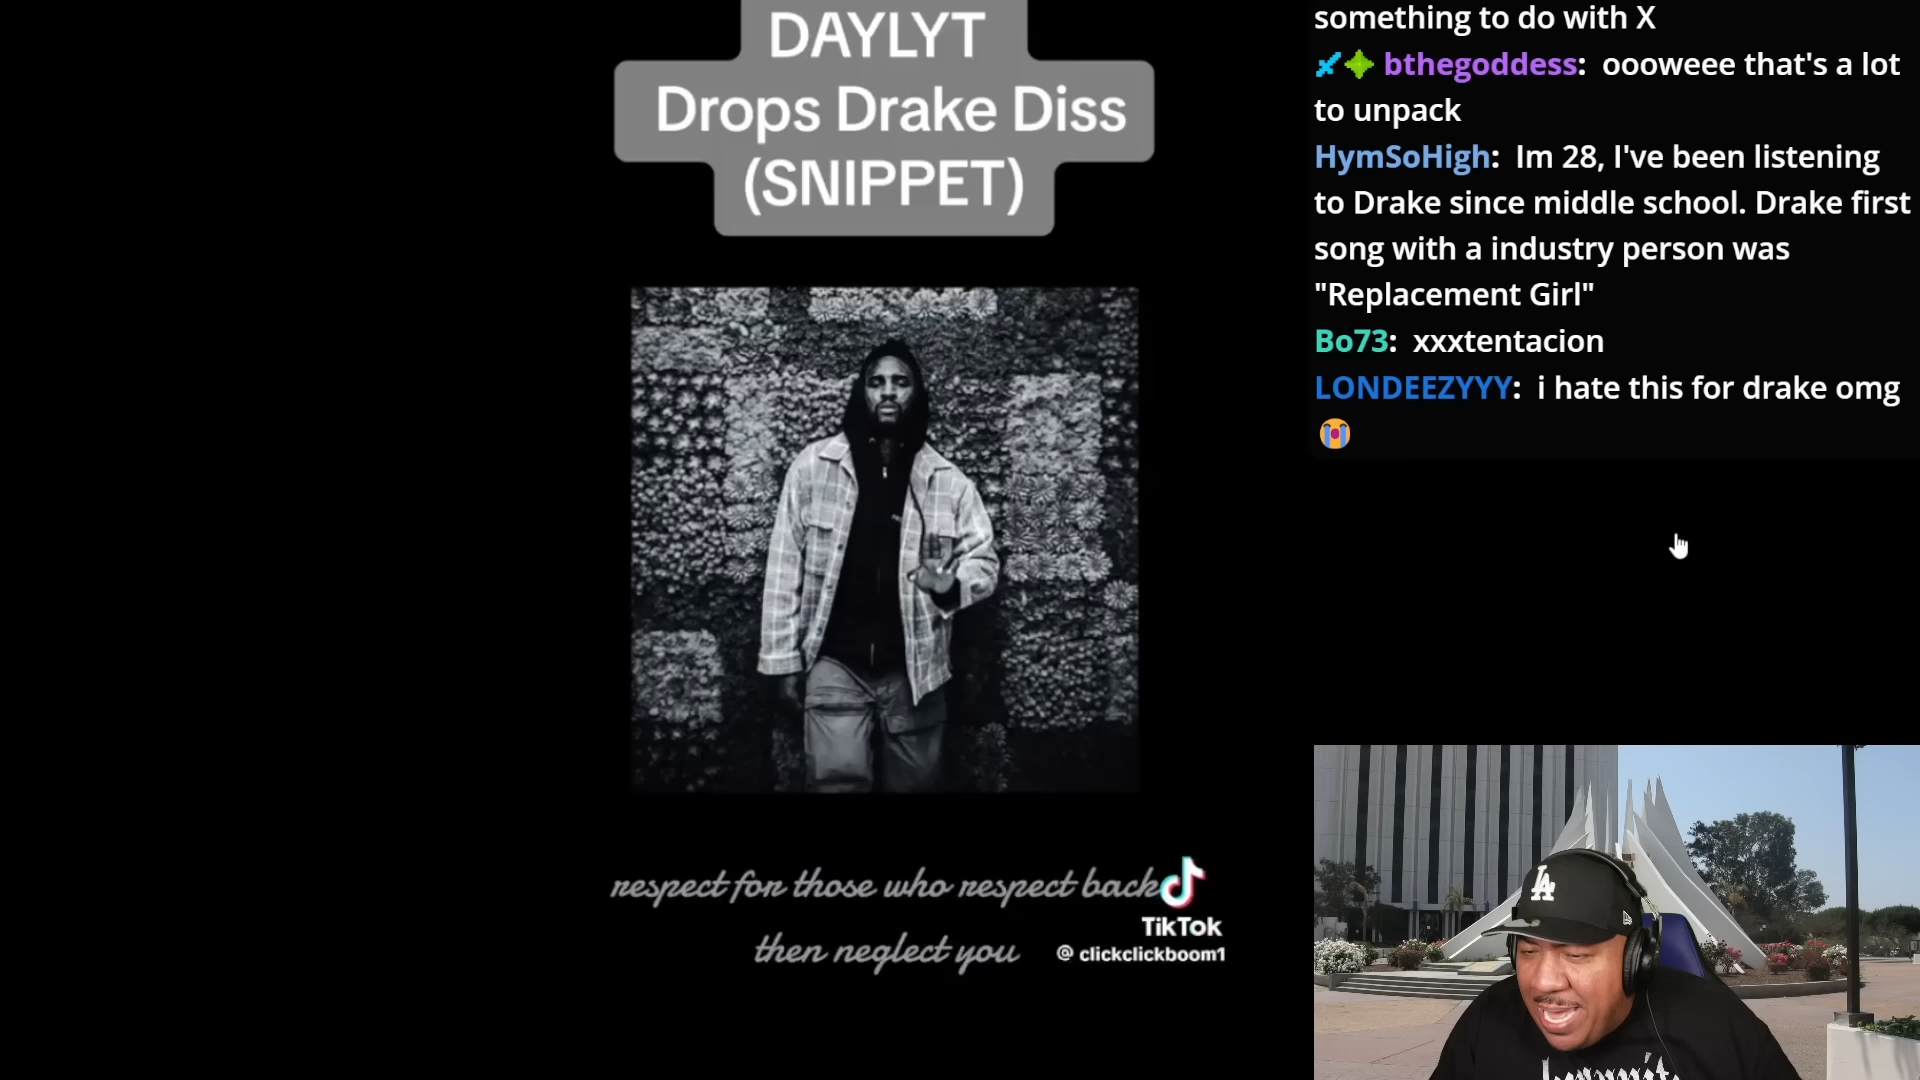 DAYLYT
Drops Drake Diss
(SNIPPET)
respect for those who respect back
then neglect you
TikTok
@ clickclickboom1
something to do with X
bthegoddess: oooweee that's a lot
to unpack
HymSoHigh: Im 28, I've been listening
to Drake since middle school. Drake first
song with a industry person was
"Replacement Girl"
Bo73: xxxtentacion
LONDEEZYYY: i hate this for drake omg
LA